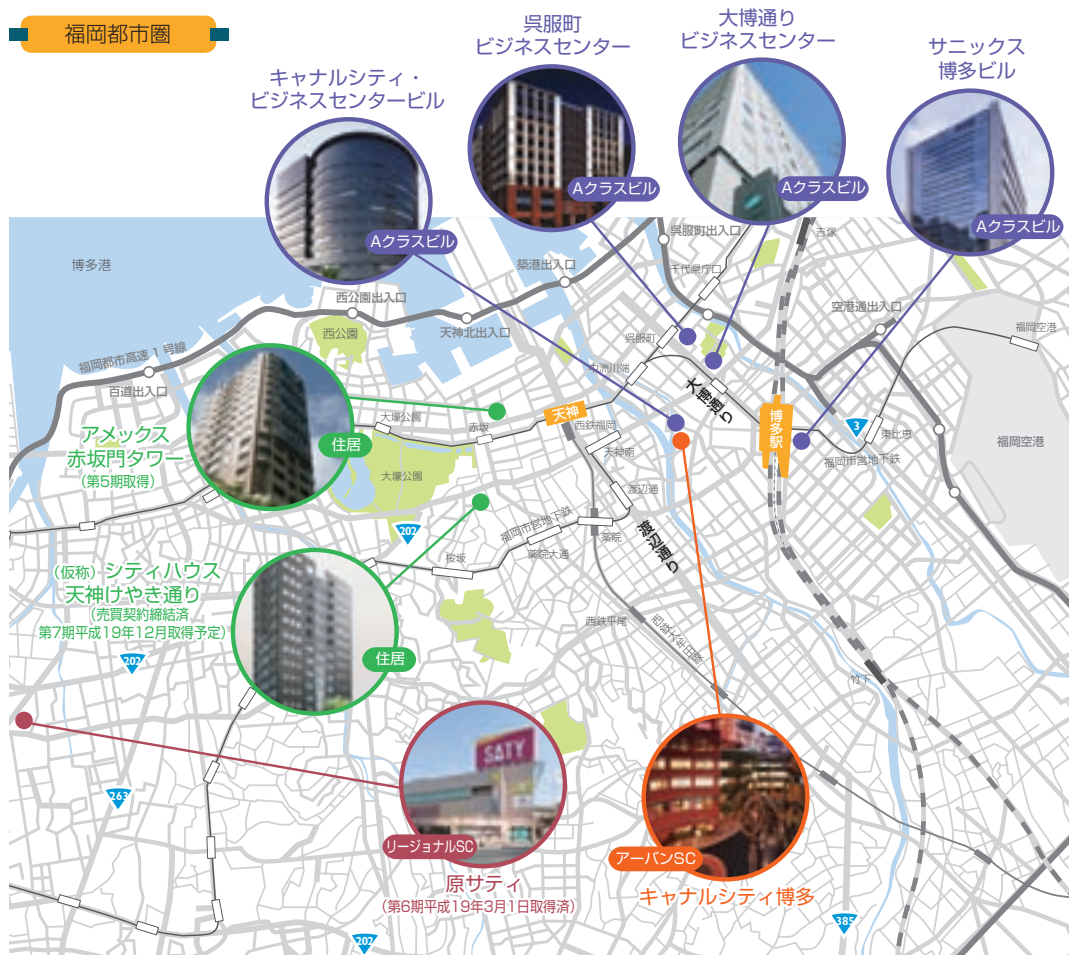 福岡都市圏
キャナルシティ・
ビジネスセンタービル
Aクラスビル
呉服町
ビジネスセンター
Aクラスビル
大博通り
ビジネスセンター
Aクラスビル
サニックス
博多ビル
Aクラスビル
博多港
西公園出入口
西公園
築港出入口
天神北出入口
呉服町出入口
千代県庁口
吉塚
空港通出入口
福岡空港
福岡都市高速1号線
百道出入口
呉服町
中洲川端
大博通り
博多駅
東比恵
3
福岡市営地下鉄
福岡空港
大濠公園
赤坂
天神
西鉄福岡
天神南
大濠公園
渡辺通
渡辺通り
202
福岡市営地下鉄
桜坂
薬院大通
薬院
アメックス
赤坂門タワー
(第5期取得)
住居
(仮称)シティハウス
天神けやき通り
(売買契約締結済
第7期平成19年12月取得予定)
住居
202
西鉄平尾
西鉄大牟田線
竹下
263
SATY
リージョナルSC
原サティ
(第6期平成19年3月1日取得済)
アーバンSC
キャナルシティ博多
202
385